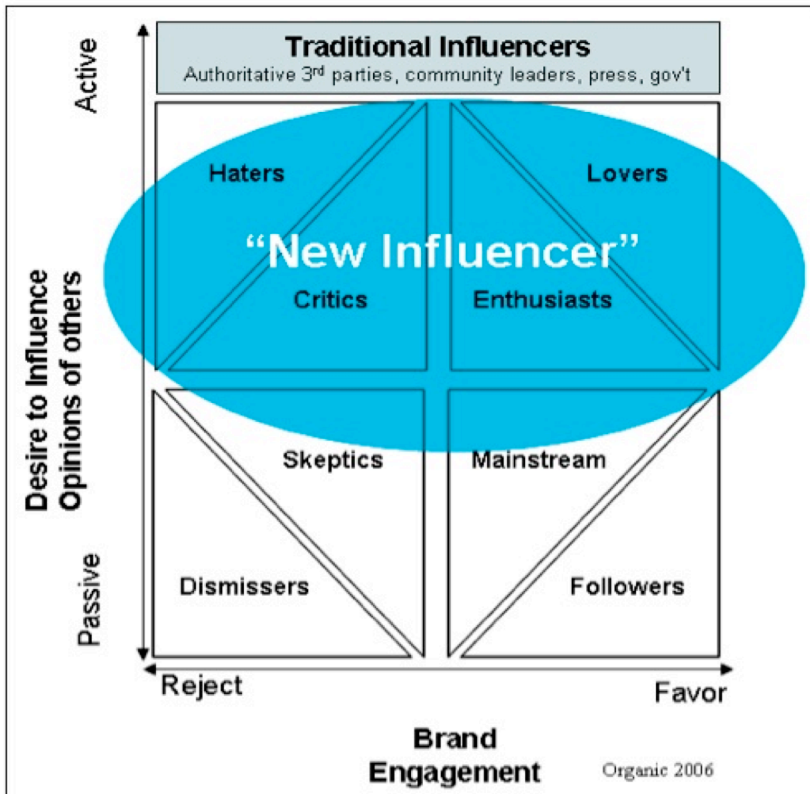 Traditional Influencers
Authoritative 3rd parties, community leaders, press, gov't
Active
Haters
Lovers
"New Influencer"
Critics
Enthusiasts
Desire to Influence
Opinions of others
Skeptics
Mainstream
Dismissers
Followers
Passive
Reject
Favor
Brand
Engagement
Organic 2006